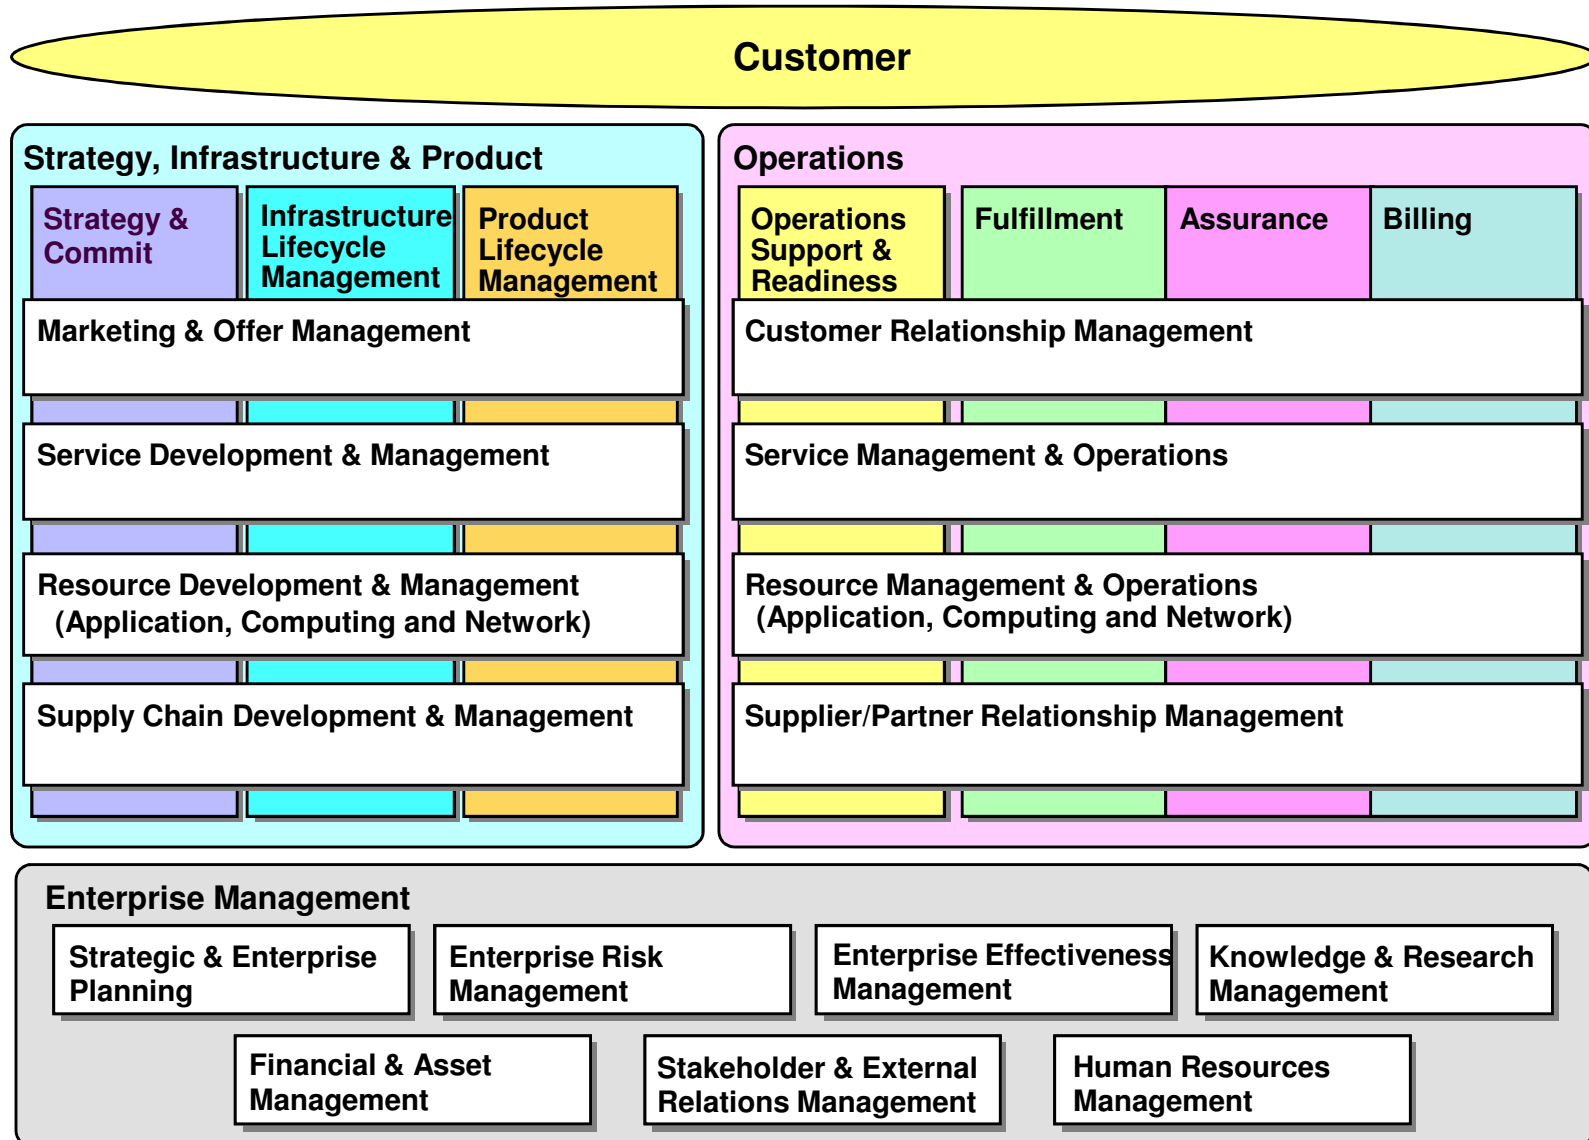 Customer
Strategy, Infrastructure & Product
Strategy &
Commit
Infrastructure
Lifecycle
Management
Product
Lifecycle
Management
Marketing & Offer Management
Service Development & Management
Resource Development & Management
(Application, Computing and Network)
Supply Chain Development & Management
Operations
Operations
Support &
Readiness
Fulfillment
Assurance
Billing
Customer Relationship Management
Service Management & Operations
Resource Management & Operations
(Application, Computing and Network)
Supplier/Partner Relationship Management
Enterprise Management
Strategic & Enterprise
Planning
Enterprise Risk
Management
Enterprise Effectiveness
Management
Knowledge & Research
Management
Financial & Asset
Management
Stakeholder & External
Relations Management
Human Resources
Management